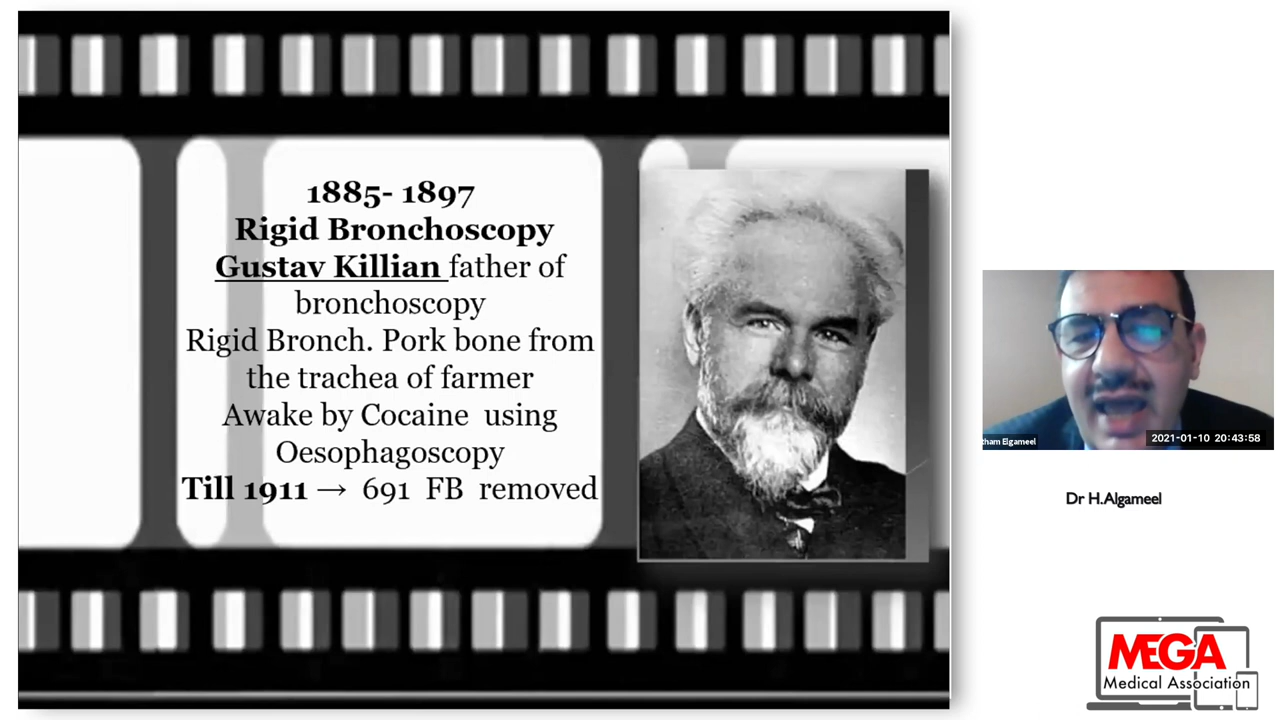 1885- 1897
Rigid Bronchoscopy
Gustav Killian father of
bronchoscopy
Rigid Bronch. Pork bone from
the trachea of farmer
Awake by Cocaine using
Oesophagoscopy
Till 1911 → 691 FB removed
tham Elgameel
2021-01-10 20:43:58
Dr H.Algameel
MEGA
Medical Association